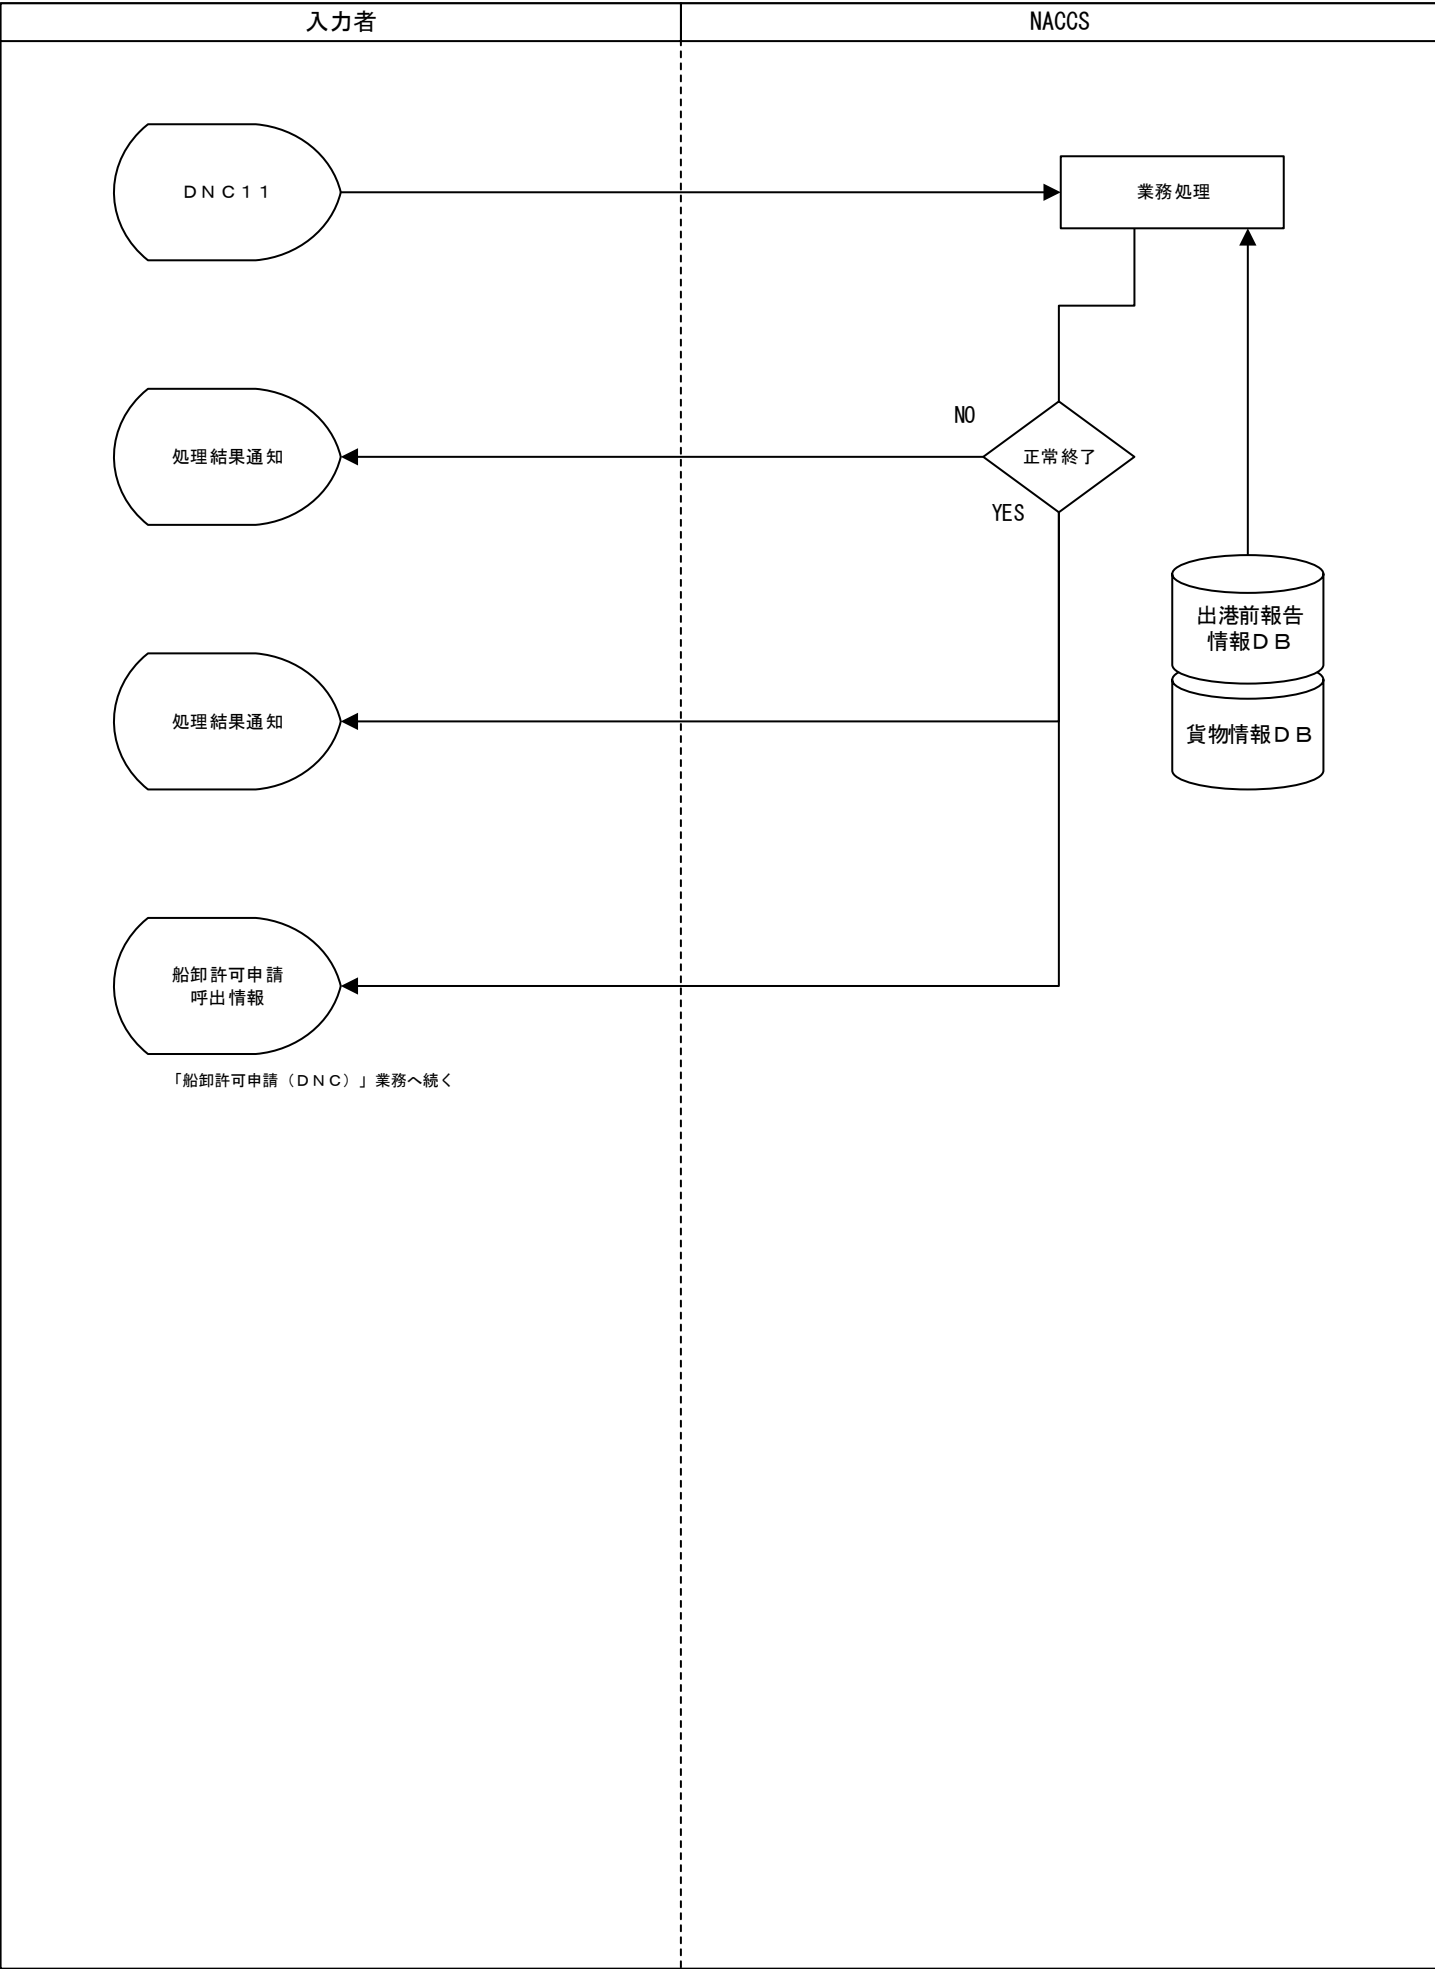 入力者
NACCS
ＤＮＣ１１
業務処理
NO
処理結果通知
正常終了
YES
出港前報告
情報ＤＢ
処理結果通知
貨物情報ＤＢ
船卸許可申請
呼出情報
「船卸許可申請（ＤＮＣ）」業務へ続く